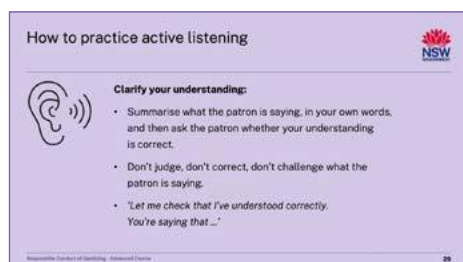 How to practice active listening
NSW
GOVERNMENT
Clarify your understanding:
• Summarise what the patron is saying, in your own words,
and then ask the patron whether your understanding
is correct.
• Don't judge, don't correct, don't challenge what the
patron is saying.
• 'Let me check that I've understood correctly.
You're saying that ...'
Responsible Conduct of Gambling - Advanced Course
29